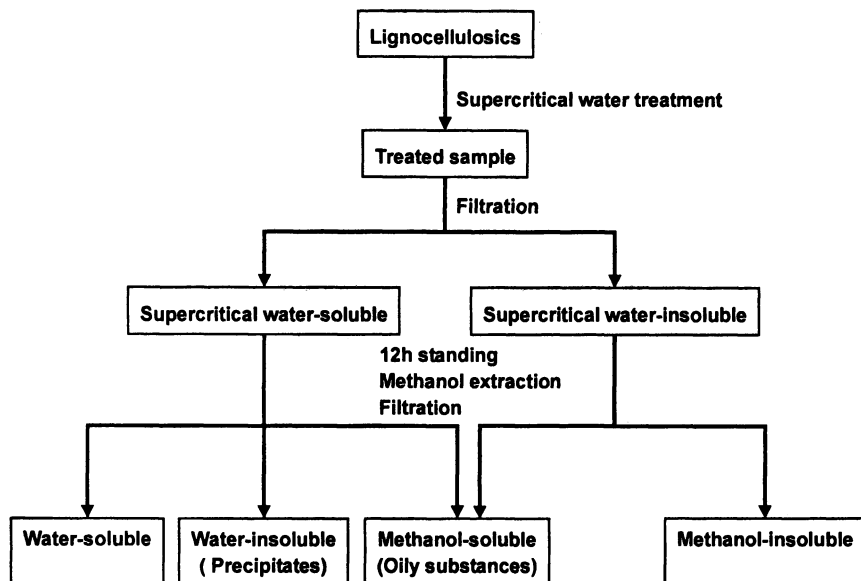 Lignocellulosics
Supercritical water treatment
Treated sample
Filtration
Supercritical water-soluble
Supercritical water-insoluble
12h standing
Methanol extraction
Filtration
Water-soluble
Water-insoluble
( Precipitates)
Methanol-soluble
(Oily substances)
Methanol-insoluble